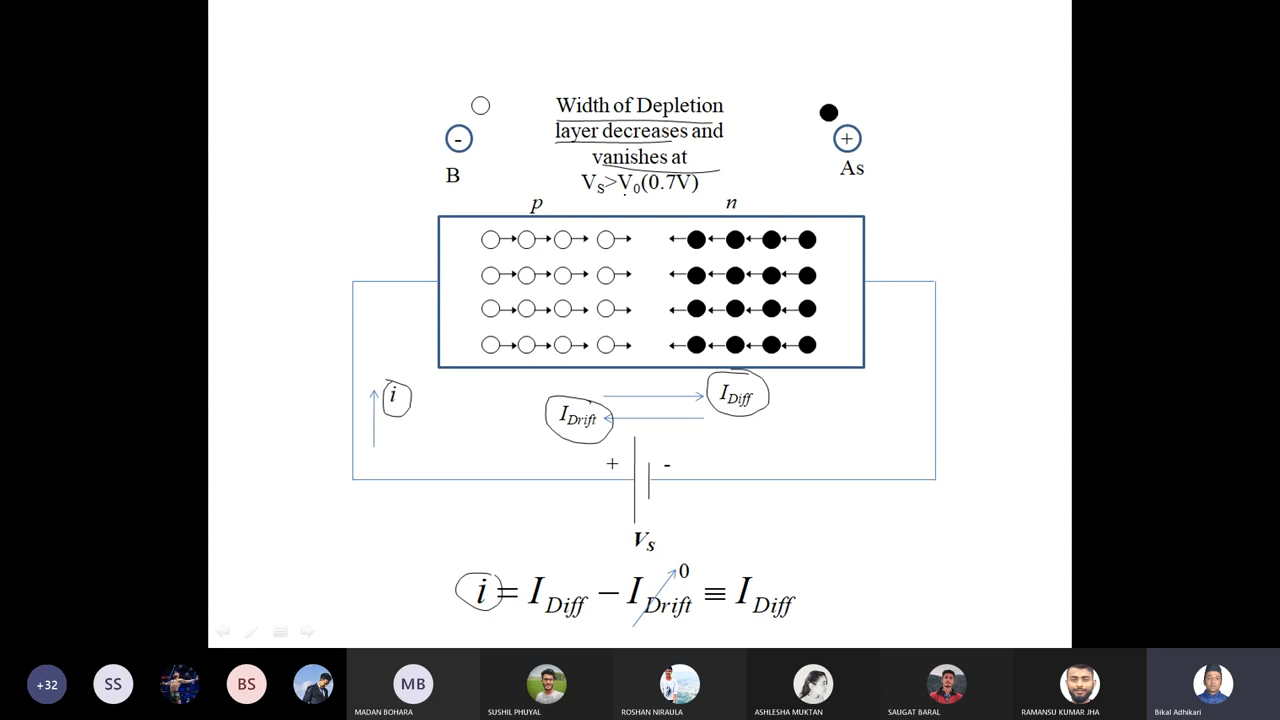 Width of Depletion
layer decreases and
vanishes at
VS>V0(0.7V)
-
+
B
As
p
n
i
IDiff
IDrift
+
-
VS
0
i = IDiff − IDrift ≡ IDiff
+32
SS
BS
MB
MADAN BOHARA
SUSHIL PHUYAL
ROSHAN NIRAULA
ASHLESHA MUKTAN
SAUGAT BARAL
RAMANSU KUMAR JHA
Bikal Adhikari